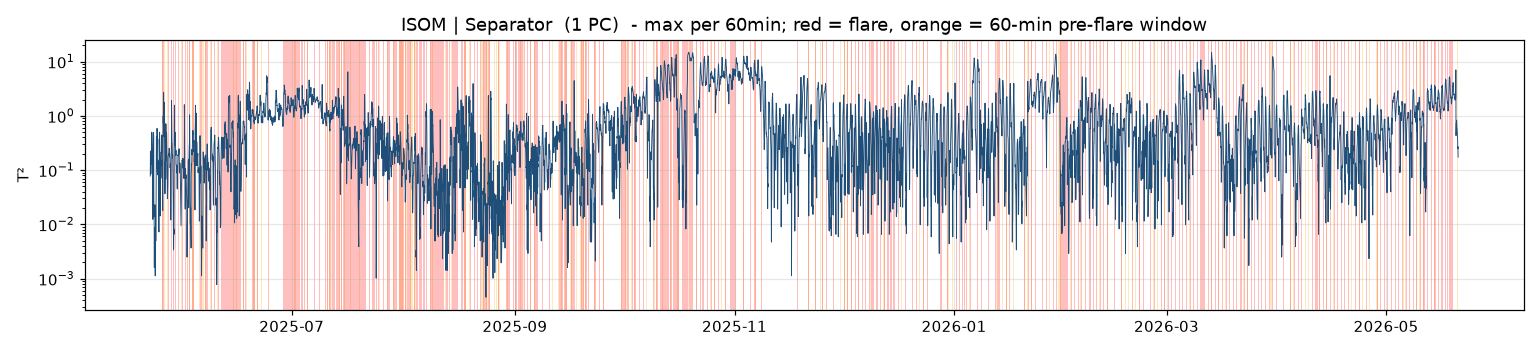 ISOM | Separator  (1 PC)  - max per 60min; red = flare, orange = 60-min pre-flare window
T²
10¹
10⁰
10⁻¹
10⁻²
10⁻³
2025-07 2025-09 2025-11 2026-01 2026-03 2026-05